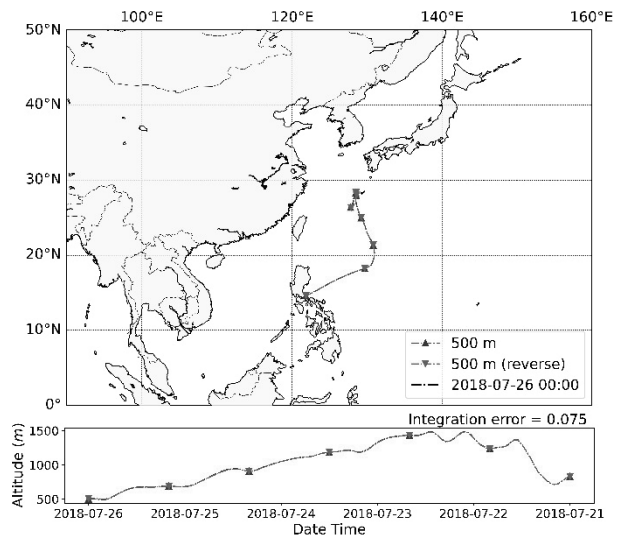 100°E 120°E 140°E 160°E
50°N
40°N
30°N
20°N
10°N
0°
500 m
500 m (reverse)
2018-07-26 00:00
Integration error = 0.075
Altitude (m)
1500
1000
500
2018-07-26 2018-07-25 2018-07-24 2018-07-23 2018-07-22 2018-07-21
Date Time